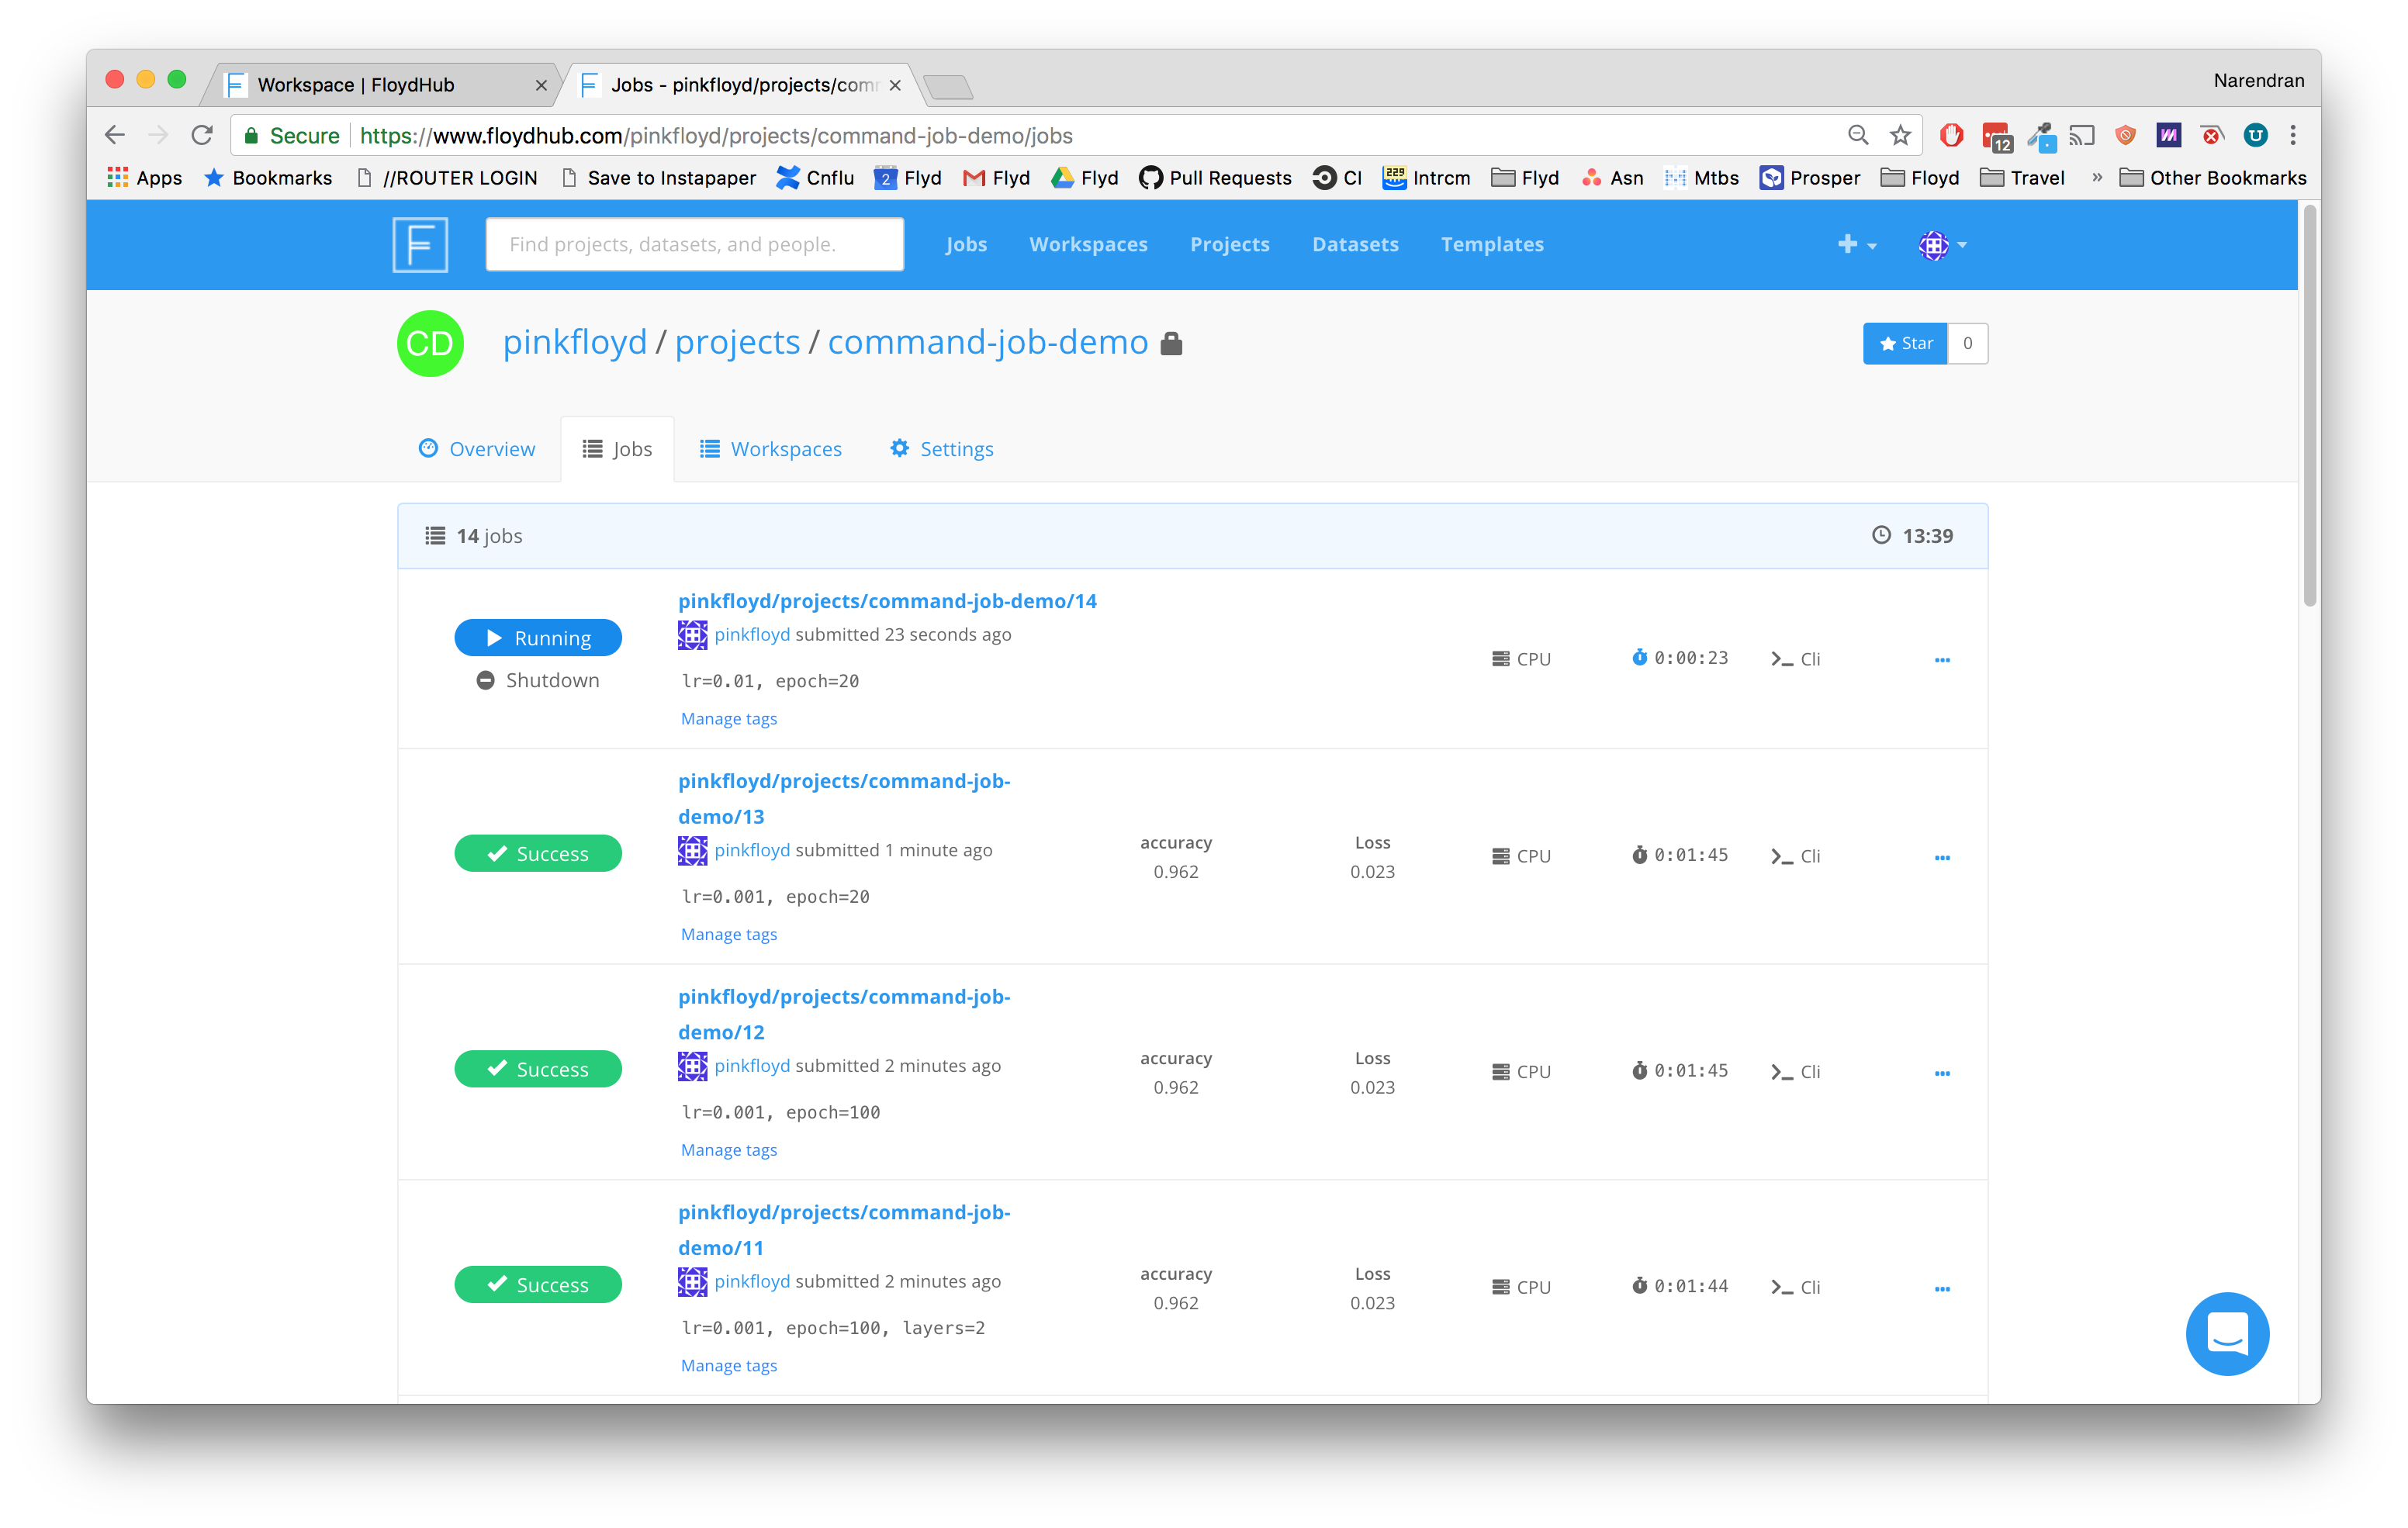 Workspace | FloydHub
Jobs - pinkfloyd/projects/com
Narendran
Secure https://www.floydhub.com/pinkfloyd/projects/command-job-demo/jobs
12
Apps Bookmarks //ROUTER LOGIN Save to Instapaper Cnflu 2 Flyd Flyd Flyd Pull Requests CI 229 Intrcm Flyd Asn Mtbs Prosper Floyd Travel » Other Bookmarks
F Find projects, datasets, and people. Jobs Workspaces Projects Datasets Templates
CD pinkfloyd / projects / command-job-demo Star 0
Overview Jobs Workspaces Settings
14 jobs 13:39
pinkfloyd/projects/command-job-demo/14
Running
pinkfloyd submitted 23 seconds ago
CPU 0:00:23 Cli
Shutdown
lr=0.01, epoch=20
Manage tags
pinkfloyd/projects/command-job-
demo/13
Success
pinkfloyd submitted 1 minute ago
accuracy Loss
0.962 0.023
CPU 0:01:45 Cli
lr=0.001, epoch=20
Manage tags
pinkfloyd/projects/command-job-
demo/12
Success
pinkfloyd submitted 2 minutes ago
accuracy Loss
0.962 0.023
CPU 0:01:45 Cli
lr=0.001, epoch=100
Manage tags
pinkfloyd/projects/command-job-
demo/11
Success
pinkfloyd submitted 2 minutes ago
accuracy Loss
0.962 0.023
CPU 0:01:44 Cli
lr=0.001, epoch=100, layers=2
Manage tags